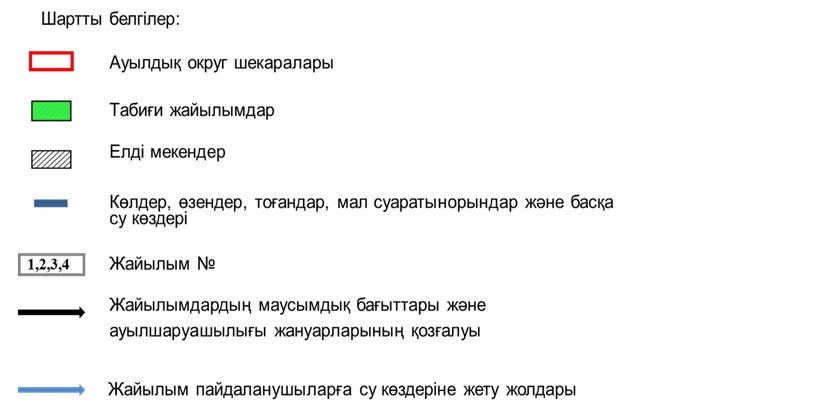 Шартты белгілер:
Ауылдық округ шекаралары
Табиғи жайылымдар
Елді мекендер
Көлдер, өзендер, тоғандар, мал суаратынорындар және басқа
су көздері
1,2,3,4 Жайылым №
Жайылымдардың маусымдық бағыттары және
ауылшаруашылығы жануарларының қозғалуы
Жайылым пайдаланушыларға су көздеріне жету жолдары